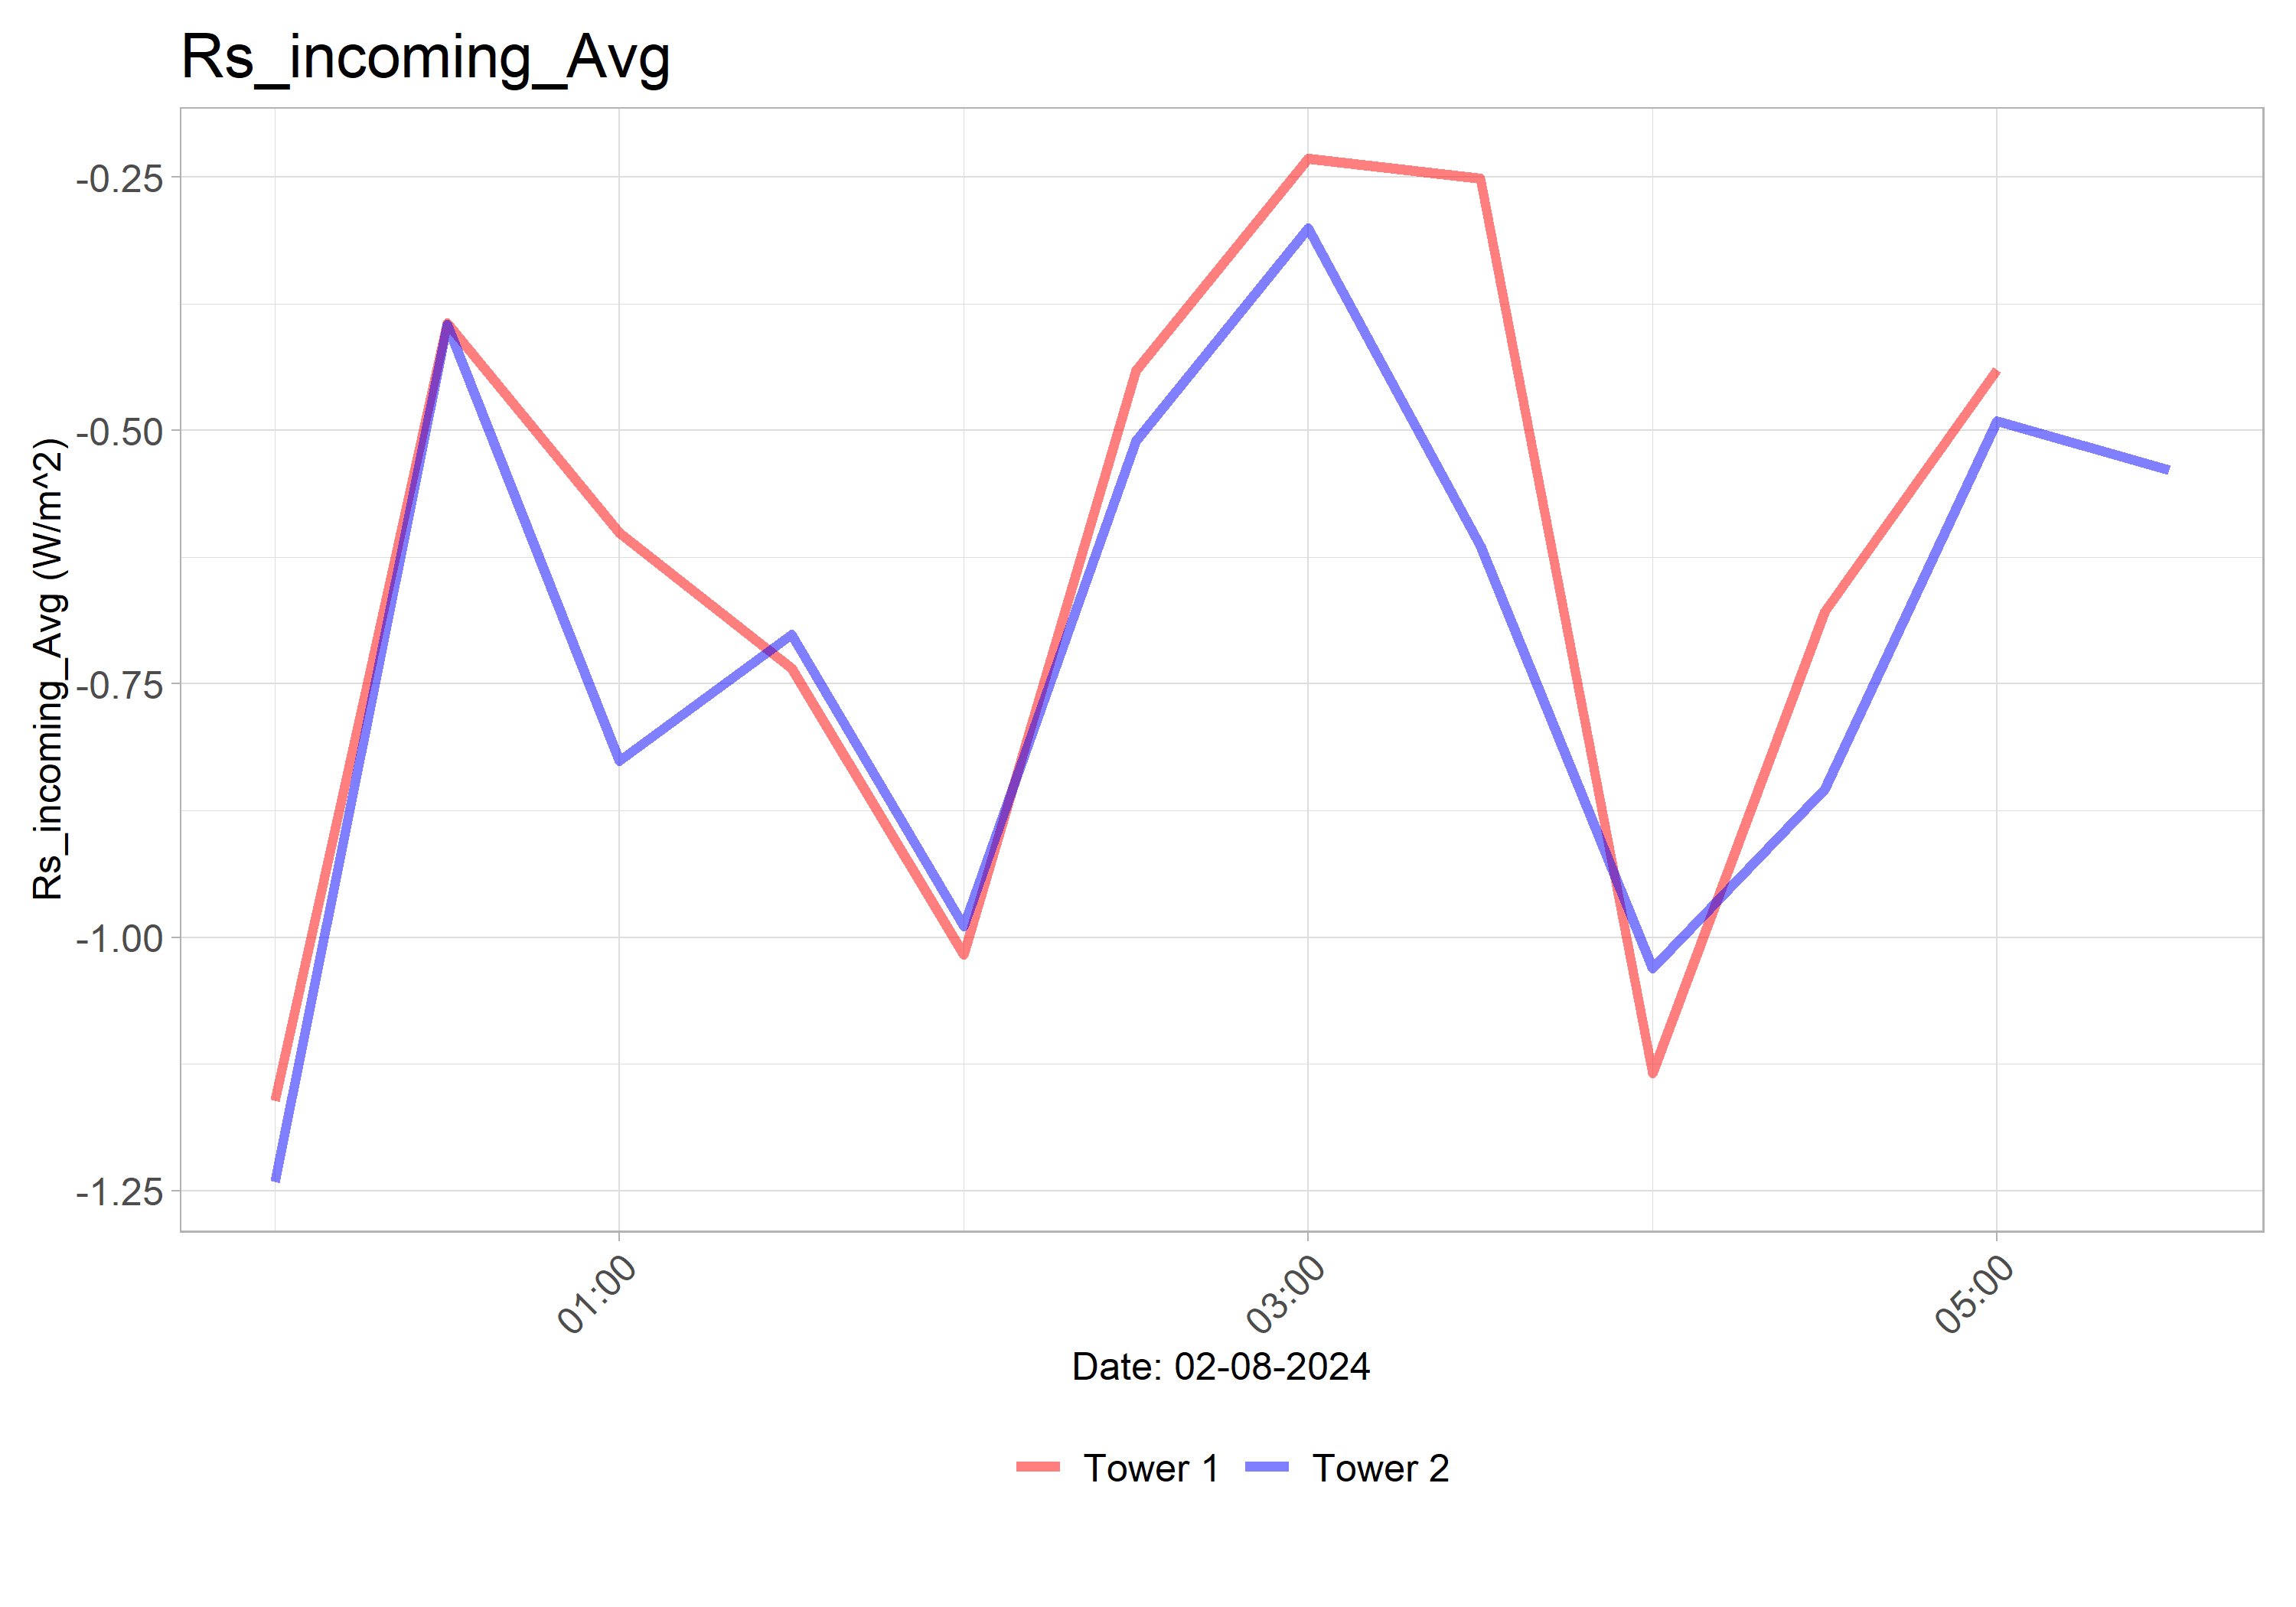 Rs_incoming_Avg
Rs_incoming_Avg (W/m^2)
-0.25
-0.50
-0.75
-1.00
-1.25
01:00
03:00
05:00
Date: 02-08-2024
Tower 1
Tower 2